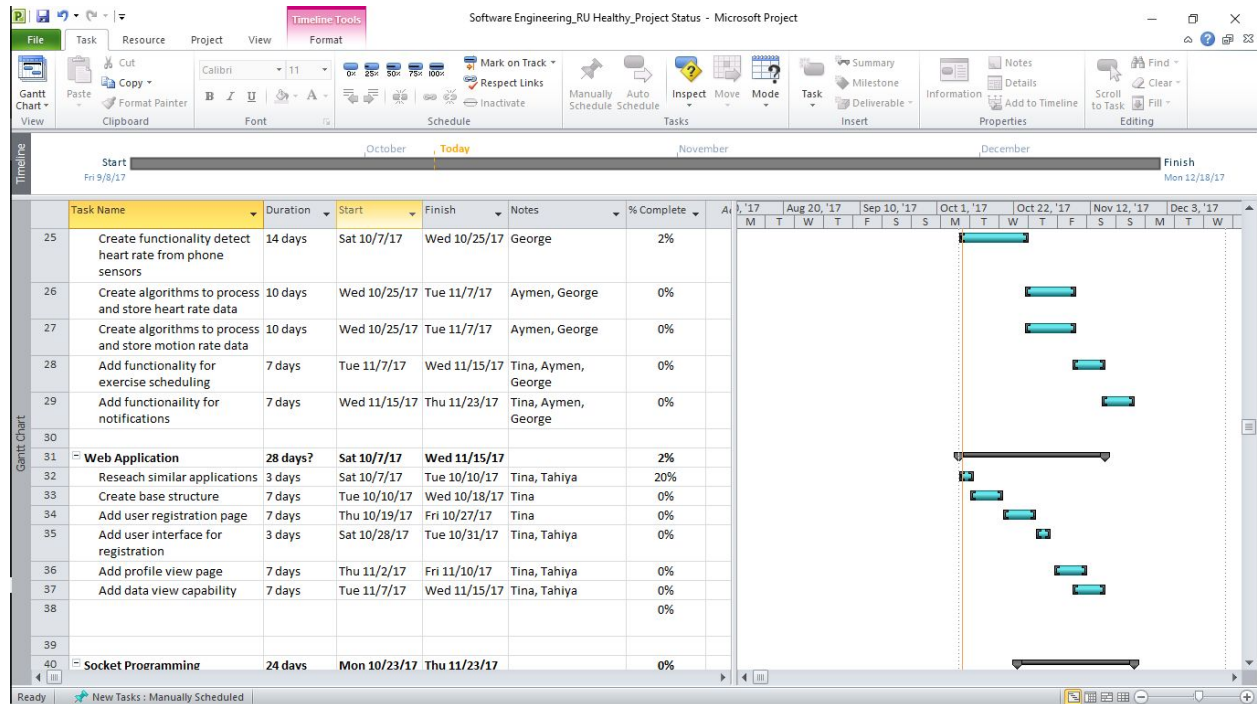 Timeline Tools
Software Engineering_RU Healthy_Project Status - Microsoft Project
File Task Resource Project View Format
Gantt Chart
View
Paste
Cut
Copy
Format Painter
Clipboard
Calibri 11
B I U A
Font
0% 25% 50% 75% 100%
Mark on Track
Respect Links
Inactivate
Schedule
Manually Schedule
Auto Schedule
Inspect
Move
Mode
Tasks
Task
Summary
Milestone
Deliverable
Insert
Information
Notes
Details
Add to Timeline
Properties
Scroll to Task
Find
Clear
Fill
Editing
Timeline
October Today November December
Start
Fri 9/8/17
Finish
Mon 12/18/17
Task Name Duration Start Finish Notes % Complete
), '17 Aug 20, '17 Sep 10, '17 Oct 1, '17 Oct 22, '17 Nov 12, '17 Dec 3, '17
M T W T F S S M T W T F S S M T W
25 Create functionality detect 14 days Sat 10/7/17 Wed 10/25/17 George 2%
heart rate from phone
sensors
26 Create algorithms to process 10 days Wed 10/25/17 Tue 11/7/17 Aymen, George 0%
and store heart rate data
27 Create algorithms to process 10 days Wed 10/25/17 Tue 11/7/17 Aymen, George 0%
and store motion rate data
28 Add functionality for 7 days Tue 11/7/17 Wed 11/15/17 Tina, Aymen, 0%
exercise scheduling George
29 Add functionaility for 7 days Wed 11/15/17 Thu 11/23/17 Tina, Aymen, 0%
notifications George
30
31 Web Application 28 days? Sat 10/7/17 Wed 11/15/17 2%
32 Reseach similar applications 3 days Sat 10/7/17 Tue 10/10/17 Tina, Tahiya 20%
33 Create base structure 7 days Tue 10/10/17 Wed 10/18/17 Tina 0%
34 Add user registration page 7 days Thu 10/19/17 Fri 10/27/17 Tina 0%
35 Add user interface for 3 days Sat 10/28/17 Tue 10/31/17 Tina, Tahiya 0%
registration
36 Add profile view page 7 days Thu 11/2/17 Fri 11/10/17 Tina, Tahiya 0%
37 Add data view capability 7 days Tue 11/7/17 Wed 11/15/17 Tina, Tahiya 0%
38 0%
39
40 Socket Programming 24 days Mon 10/23/17 Thu 11/23/17 0%
Gantt Chart
Ready New Tasks : Manually Scheduled